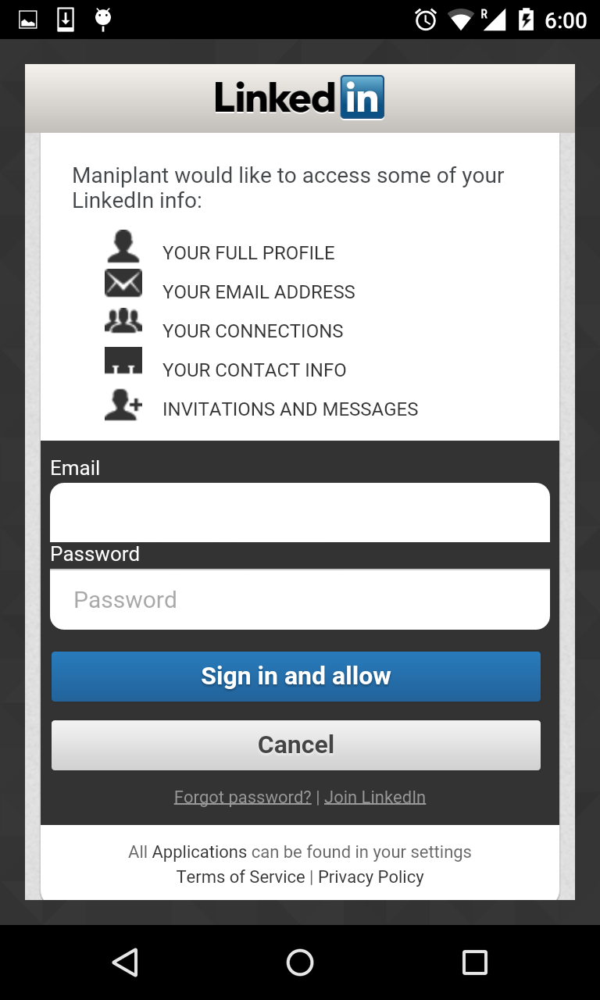 R 6:00
Linked in
Maniplant would like to access some of your
LinkedIn info:
YOUR FULL PROFILE
YOUR EMAIL ADDRESS
YOUR CONNECTIONS
YOUR CONTACT INFO
INVITATIONS AND MESSAGES
Email
Password
Password
Sign in and allow
Cancel
Forgot password? | Join LinkedIn
All Applications can be found in your settings
Terms of Service | Privacy Policy